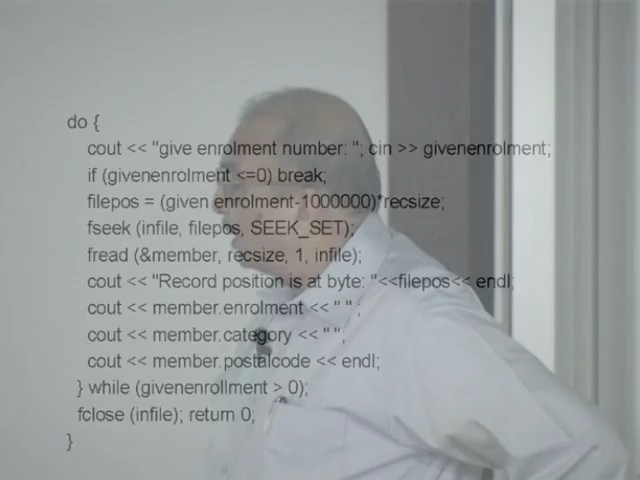 do {
cout << "give enrolment number: "; cin >> givenenrolment;
if (givenenrolment <=0) break;
filepos = (given enrolment-1000000)*recsize;
fseek (infile, filepos, SEEK_SET);
fread (&member, recsize, 1, infile);
cout << "Record position is at byte: "<<filepos<< endl;
cout << member.enrolment << " " ;
cout << member.category << " ";
cout << member.postalcode << endl;
} while (givenenrollment > 0);
fclose (infile); return 0;
}